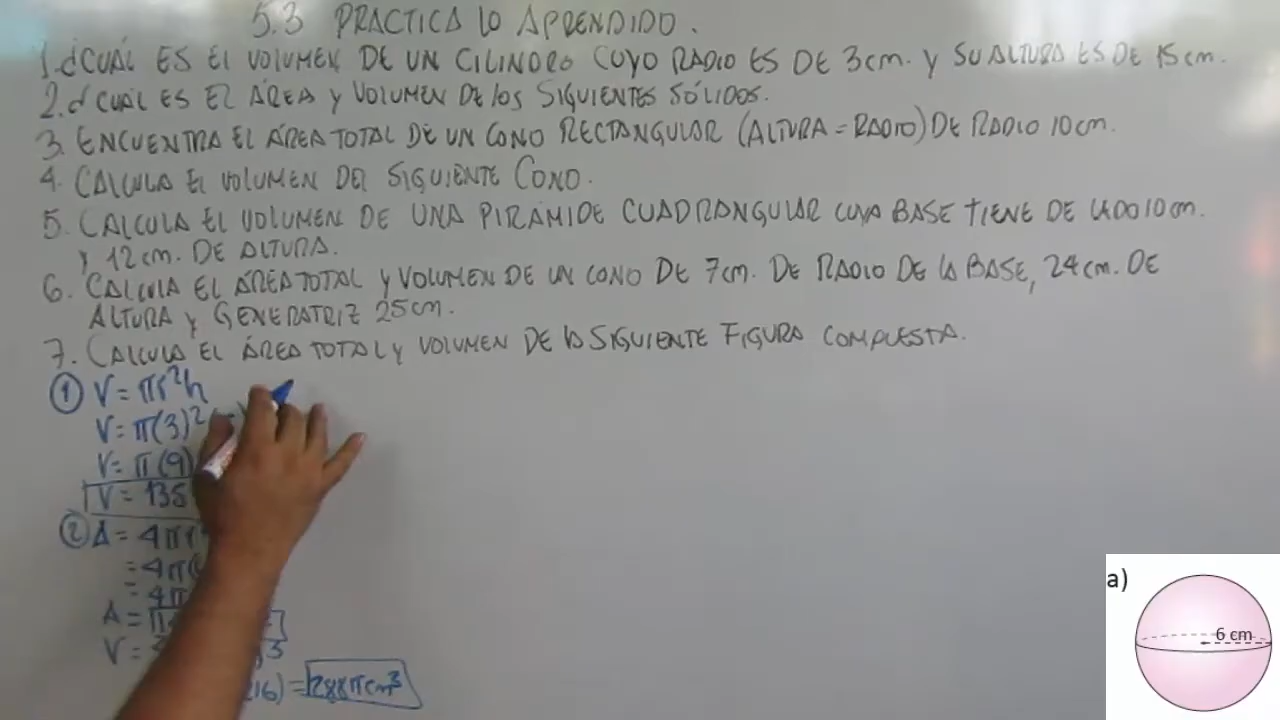 5.3 PRACTICA LO APRENDIDO.
1. ¿CUÁL ES EL VOLUMEN DE UN CILINDRO CUYO RADIO ES DE 3cm. Y SU ALTURA ES DE 15cm.
2. ¿CUÁL ES EL ÁREA Y VOLUMEN DE LOS SIGUIENTES SÓLIDOS.
3. ENCUENTRA EL ÁREA TOTAL DE UN CONO RECTANGULAR (ALTURA = RADIO) DE RADIO 10cm.
4. CALCULA EL VOLUMEN DEL SIGUIENTE CONO.
5. CALCULA EL VOLUMEN DE UNA PIRÁMIDE CUADRANGULAR CUYA BASE TIENE DE LADO 10cm.
Y 12cm. DE ALTURA.
6. CALCULA EL ÁREA TOTAL Y VOLUMEN DE UN CONO DE 7cm. DE RADIO DE LA BASE, 24cm. DE
ALTURA Y GENERATRIZ 25cm.
7. CALCULA EL ÁREA TOTAL Y VOLUMEN DE LA SIGUIENTE FIGURA COMPUESTA.
1 V = πr²h
V = π(3)²
V = π(9)
V = 135
2 A = 4πr
= 4π(
= 4π
A =
V =
216) = 288πcm³
a)
6 cm